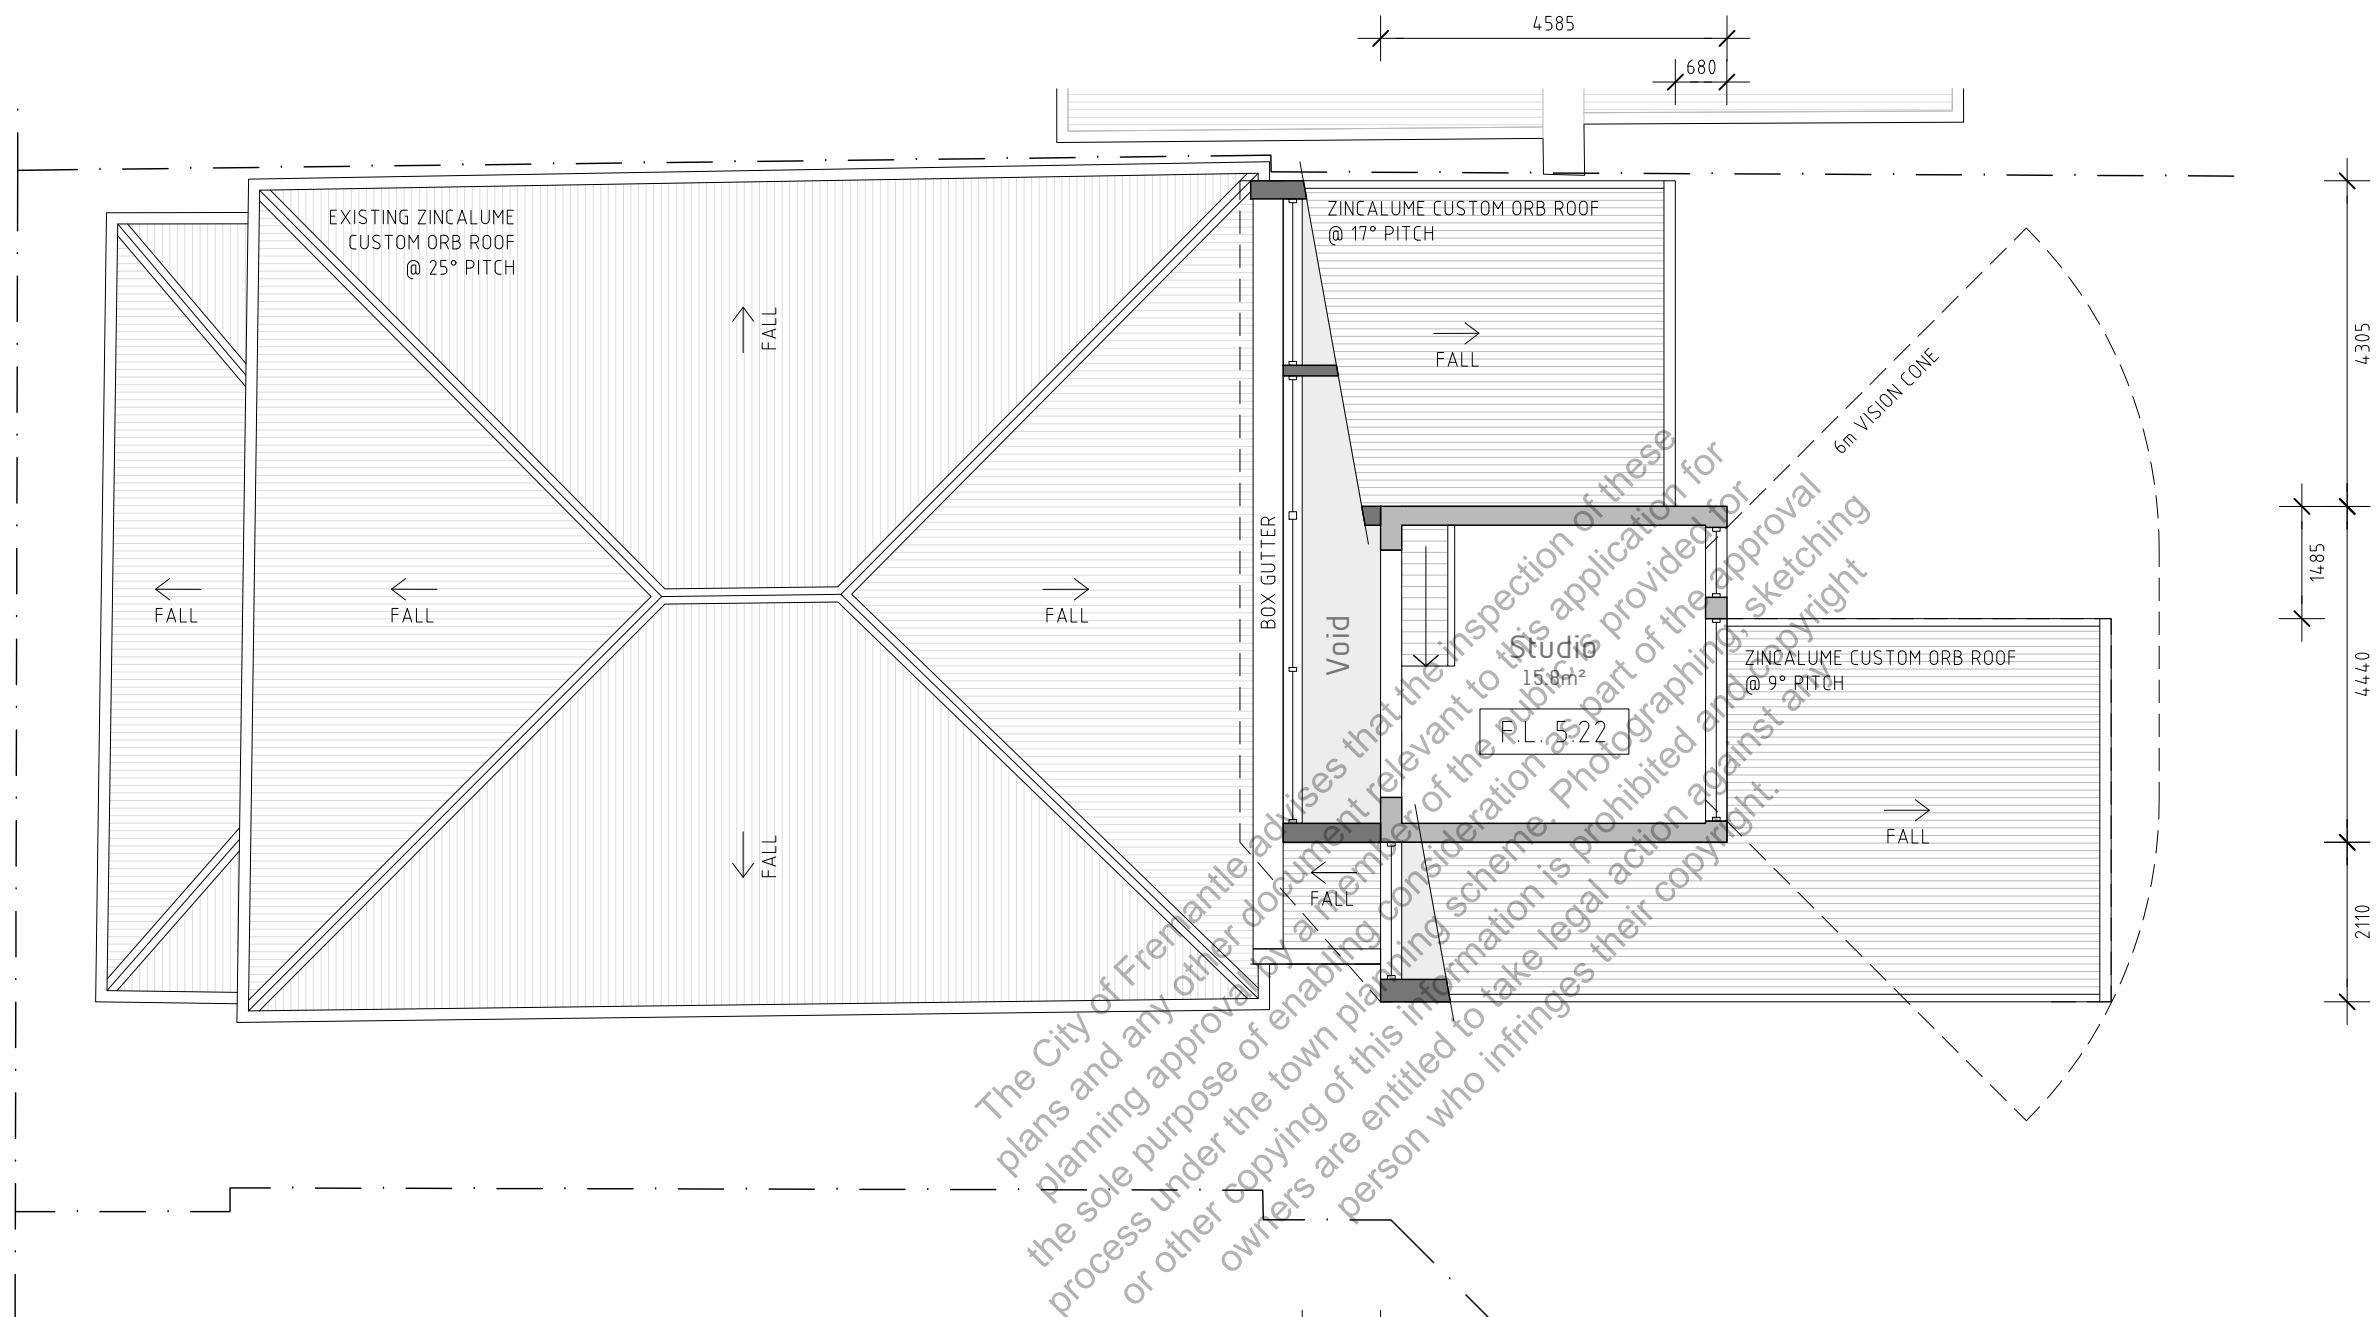 4585
680
EXISTING ZINCALUME
CUSTOM ORB ROOF
@ 25° PITCH
ZINCALUME CUSTOM ORB ROOF
@ 17° PITCH
FALL
FALL
6m VISION CONE
4305
FALL
FALL
FALL
BOX GUTTER
Void
Studio
15.8m²
F.L. 5.22
1485
ZINCALUME CUSTOM ORB ROOF
@ 9° PITCH
4440
FALL
FALL
FALL
2110
The City of Fremantle advises that the inspection of these
plans and any other document relevant to this application for
planning approval by a member of the public is provided for
the sole purpose of enabling consideration as part of the approval
process under the town planning scheme. Photographing, sketching
or other copying of this information is prohibited and copyright
owners are entitled to take legal action against any
person who infringes their copyright.